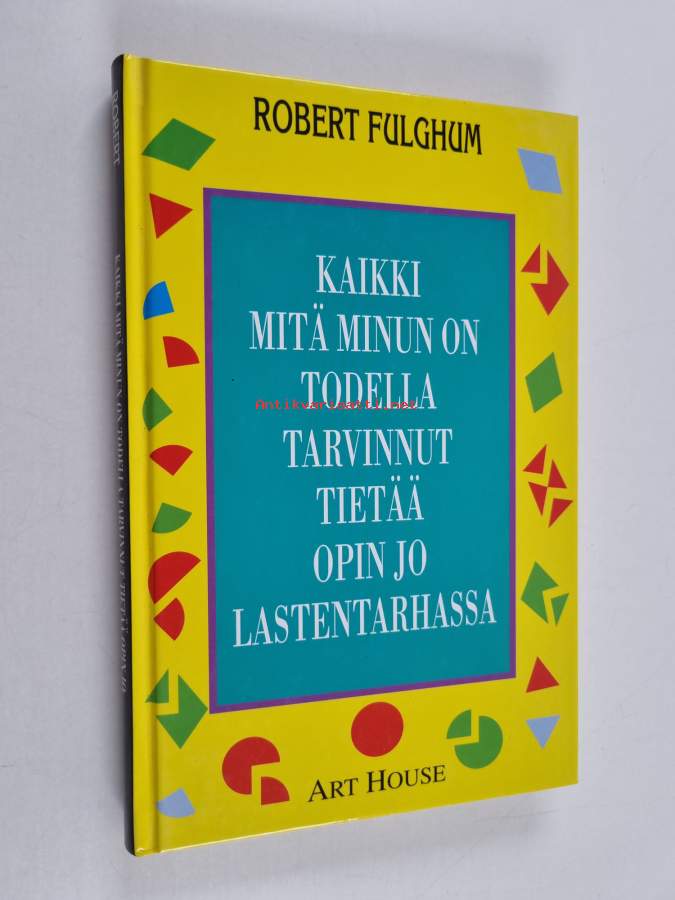 ROBERT FULGHUM
KAIKKI
MITÄ MINUN ON
TODELLA
TARVINNUT
TIETÄÄ
OPIN JO
LASTENTARHASSA
ART HOUSE
Antikvariaatti.net
ROBERT
KAIKKI MITÄ MINUN ON TODELLA TARVINNUT TIETÄÄ OPIN JO